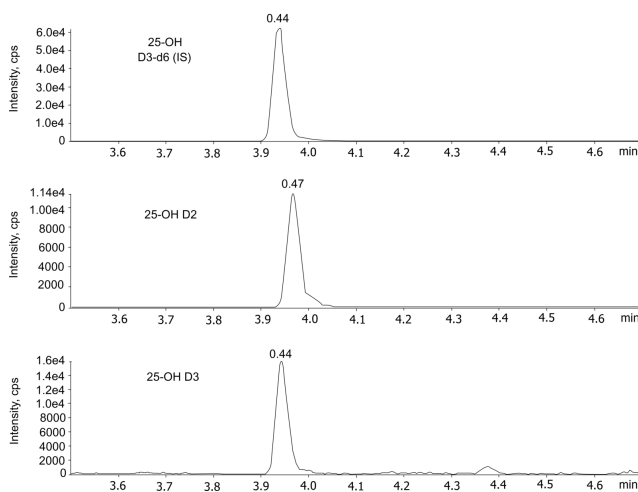 0.44
6.0e4
5.0e4
4.0e4
3.0e4
2.0e4
1.0e4
0
Intensity, cps
25-OH
D3-d6 (IS)
3.6 3.7 3.8 3.9 4.0 4.1 4.2 4.3 4.4 4.5 4.6 min
0.47
1.14e4
1.00e4
8000
6000
4000
2000
0
Intensity, cps
25-OH D2
3.6 3.7 3.8 3.9 4.0 4.1 4.2 4.3 4.4 4.5 4.6 min
0.44
1.6e4
1.4e4
1.2e4
1.0e4
8000
6000
4000
2000
0
Intensity, cps
25-OH D3
3.6 3.7 3.8 3.9 4.0 4.1 4.2 4.3 4.4 4.5 4.6 min